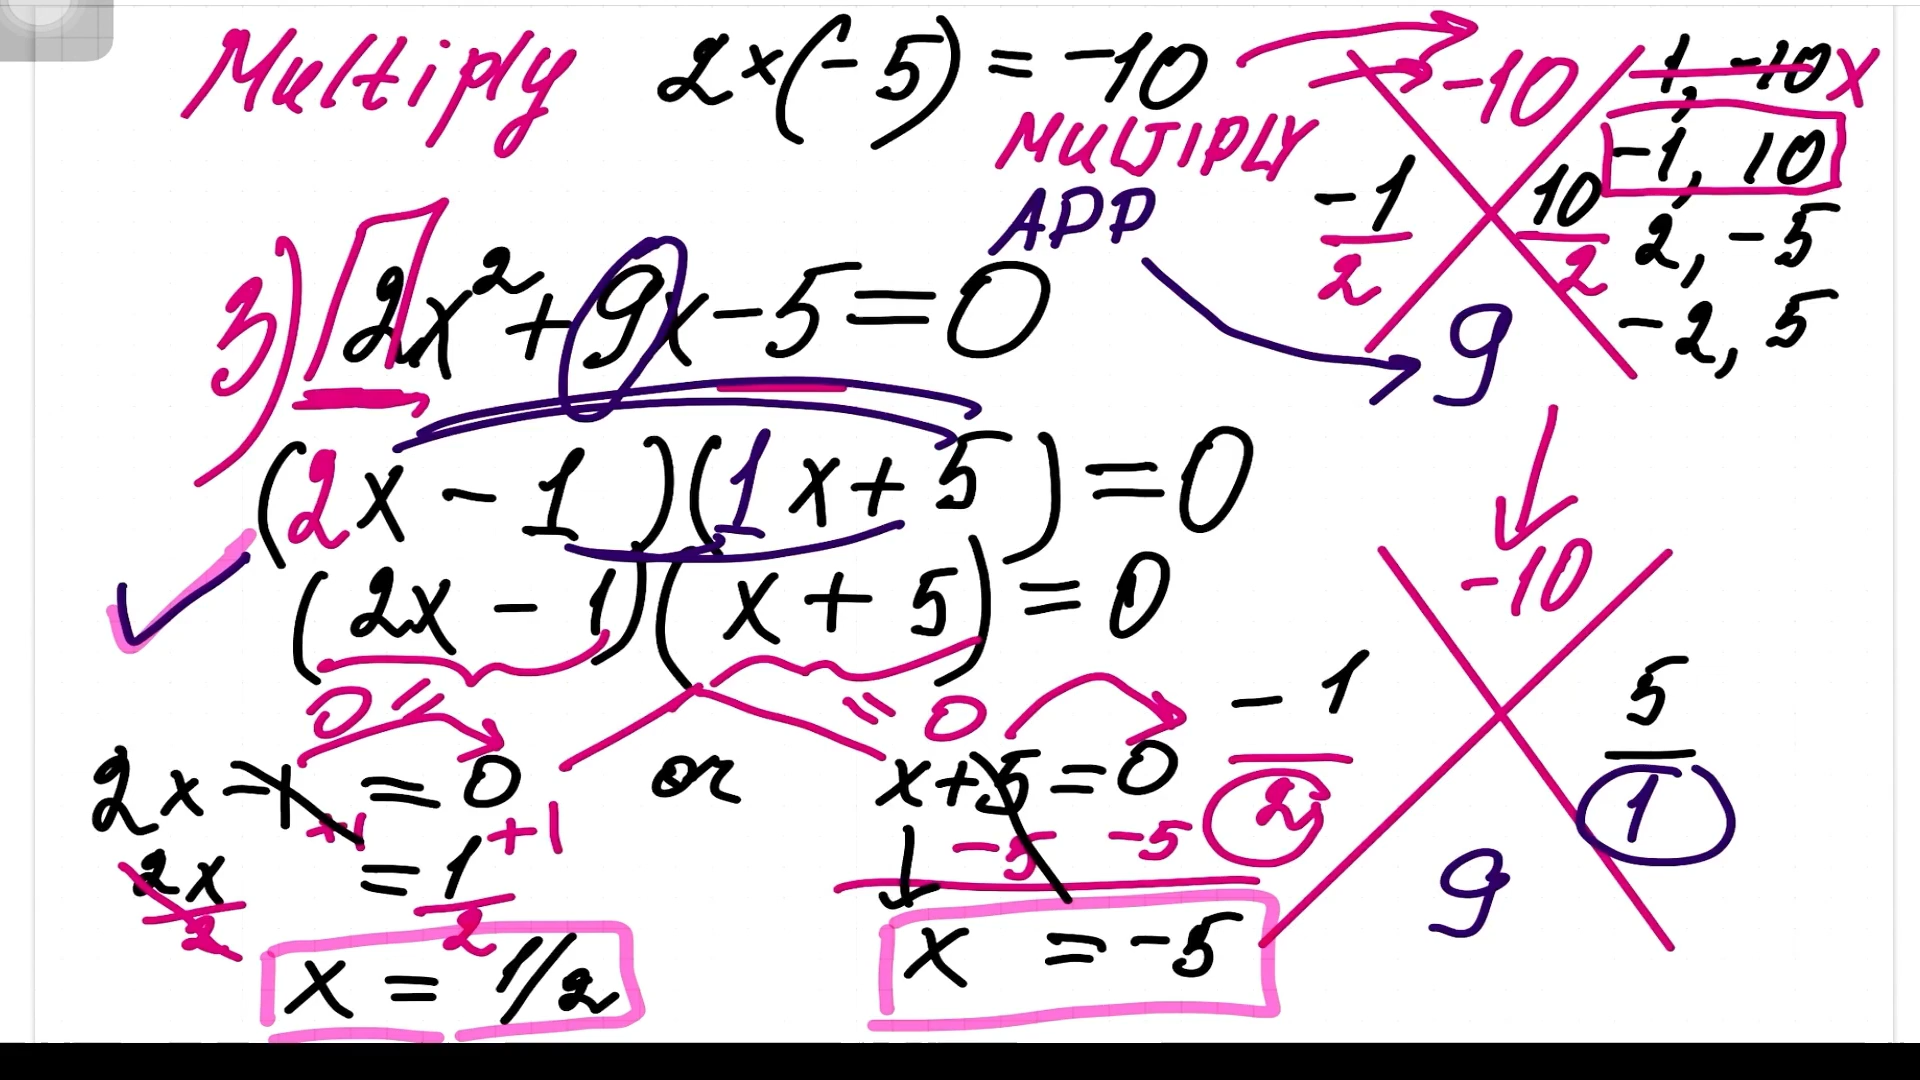 Multiply 2×(-5) = -10
MULTIPLY
ADD
-10
-1/2 10/2
9
1, -10 X
-1, 10
2, -5
-2, 5
3) 2x² + 9x - 5 = 0
(2x - 1)(1x + 5) = 0
(2x - 1)(x + 5) = 0
0 = = 0
2x - 1 = 0 or x + 5 = 0
+1 +1 -5 -5
2x/2 = 1/2
x = 1/2 x = -5
-10
-1/2 5/1
9